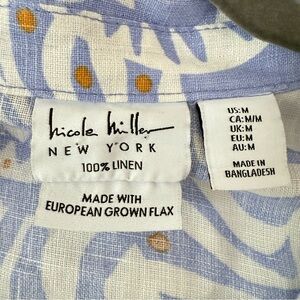 Nicole Miller
NEW YORK
100% LINEN
MADE WITH
EUROPEAN GROWN FLAX
US:M
CA:M/M
UK:M
EU:M
AU:M
MADE IN
BANGLADESH